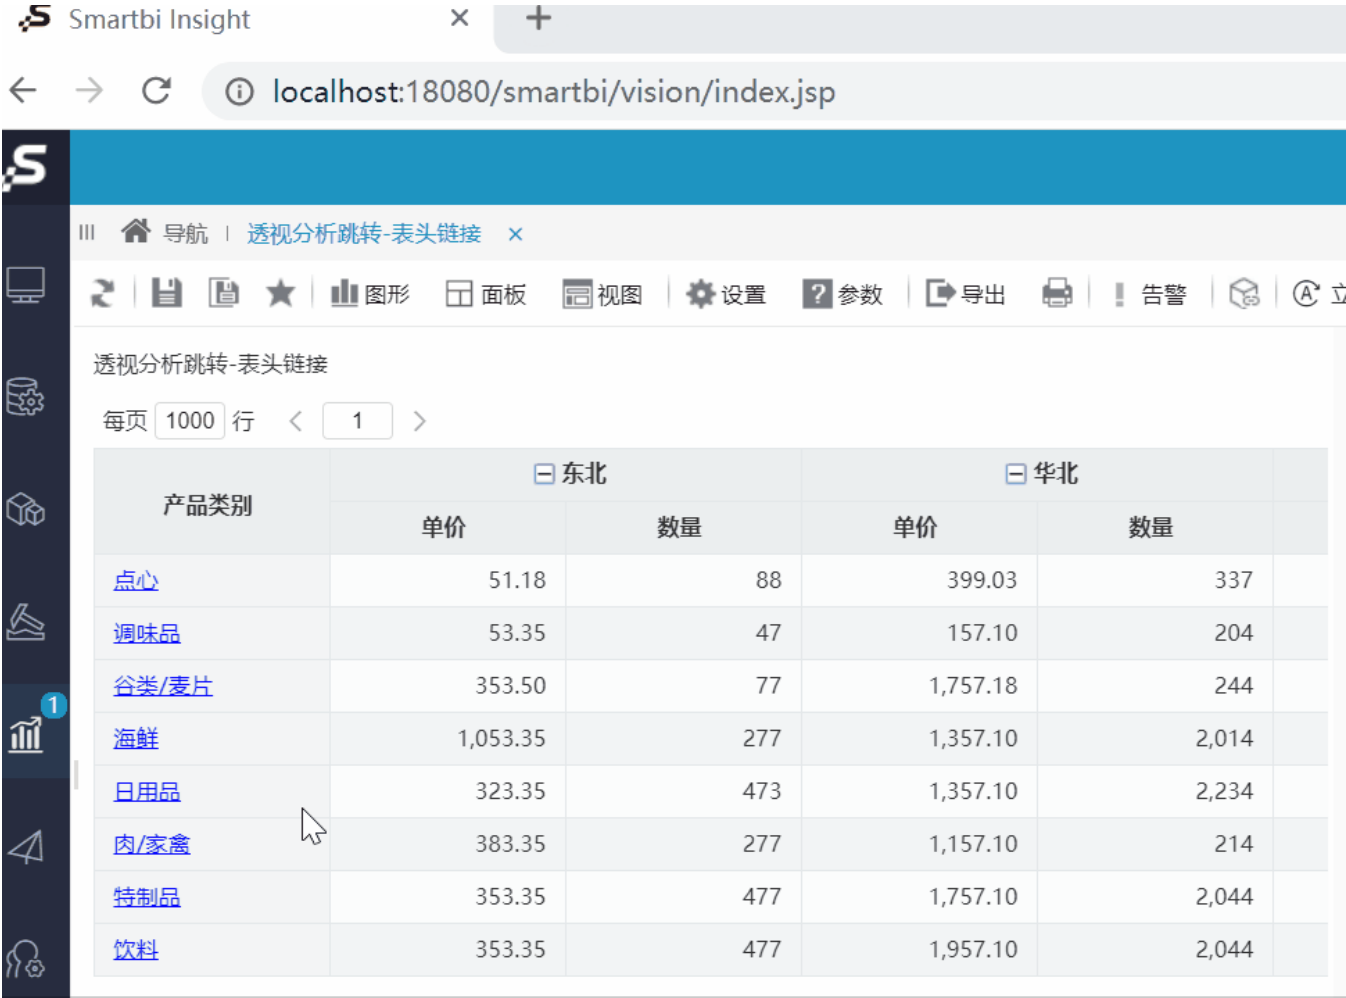 Smartbi Insight
localhost:18080/smartbi/vision/index.jsp
导航 透视分析跳转-表头链接
图形 面板 视图 设置 参数 导出 告警 立
透视分析跳转-表头链接
每页 1000 行 1
产品类别 东北 华北
单价 数量 单价 数量
点心 51.18 88 399.03 337
调味品 53.35 47 157.10 204
谷类/麦片 353.50 77 1,757.18 244
1
海鲜 1,053.35 277 1,357.10 2,014
日用品 323.35 473 1,357.10 2,234
肉/家禽 383.35 277 1,157.10 214
特制品 353.35 477 1,757.10 2,044
饮料 353.35 477 1,957.10 2,044